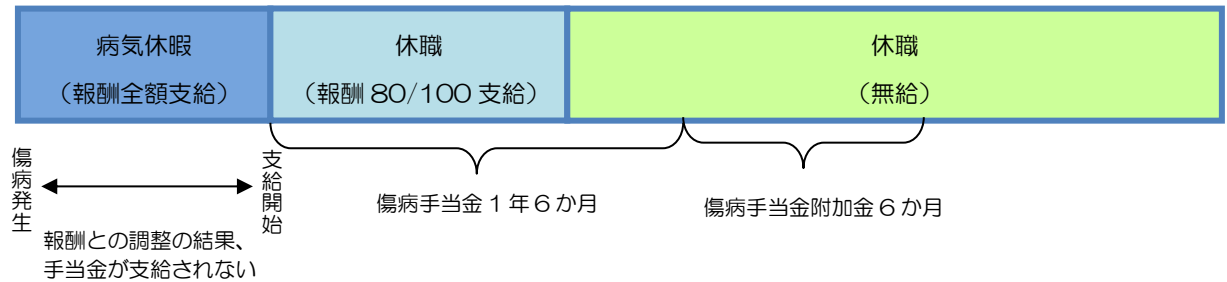 病気休暇
（報酬全額支給）
休職
（報酬 80/100 支給）
休職
（無給）
傷病発生
支給開始
傷病手当金 1 年 6 か月
傷病手当金附加金 6 か月
報酬との調整の結果、
手当金が支給されない